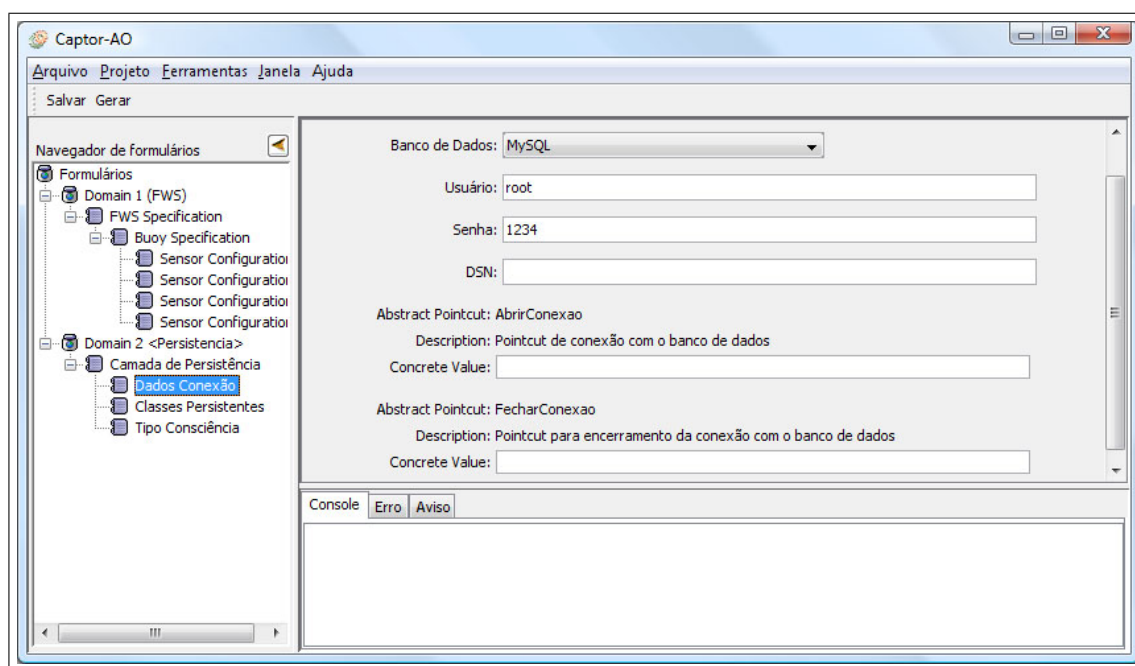 Captor-AO
Arquivo Projeto Ferramentas Janela Ajuda
Salvar Gerar
Navegador de formulários
Formulários
Domain 1 (FWS)
FWS Specification
Buoy Specification
Sensor Configuration
Sensor Configuration
Sensor Configuration
Sensor Configuration
Domain 2 <Persistencia>
Camada de Persistência
Dados Conexão
Classes Persistentes
Tipo Consciência
Banco de Dados: MySQL
Usuário: root
Senha: 1234
DSN:
Abstract Pointcut: AbrirConexao
Description: Pointcut de conexão com o banco de dados
Concrete Value:
Abstract Pointcut: FecharConexao
Description: Pointcut para encerramento da conexão com o banco de dados
Concrete Value:
Console Erro Aviso